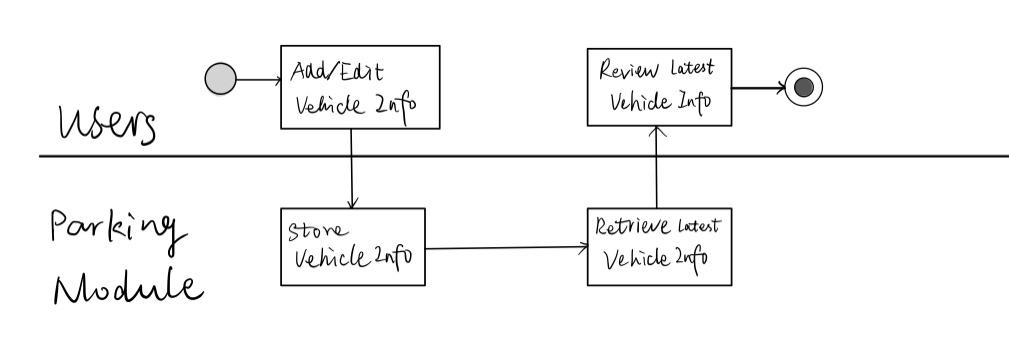 Add/Edit
Vehicle Info
Review Latest
Vehicle Info
Users
Parking
Module
Store
Vehicle Info
Retrieve Latest
Vehicle Info